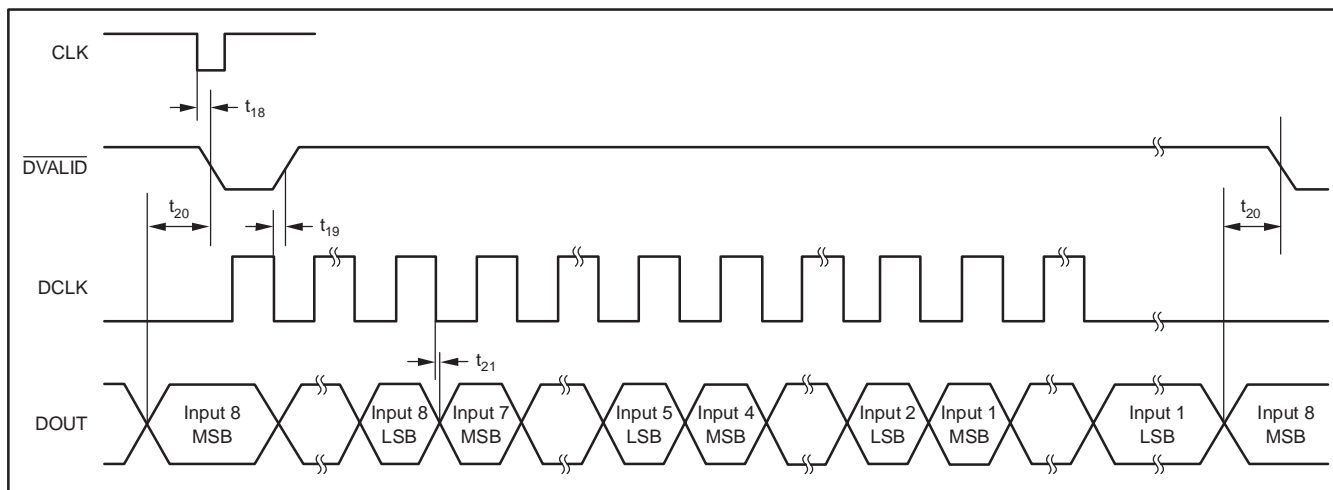 CLK
t18
DVALID
t20
t19
t20
DCLK
t21
DOUT
Input 8
MSB
Input 8
LSB
Input 7
MSB
Input 5
LSB
Input 4
MSB
Input 2
LSB
Input 1
MSB
Input 1
LSB
Input 8
MSB